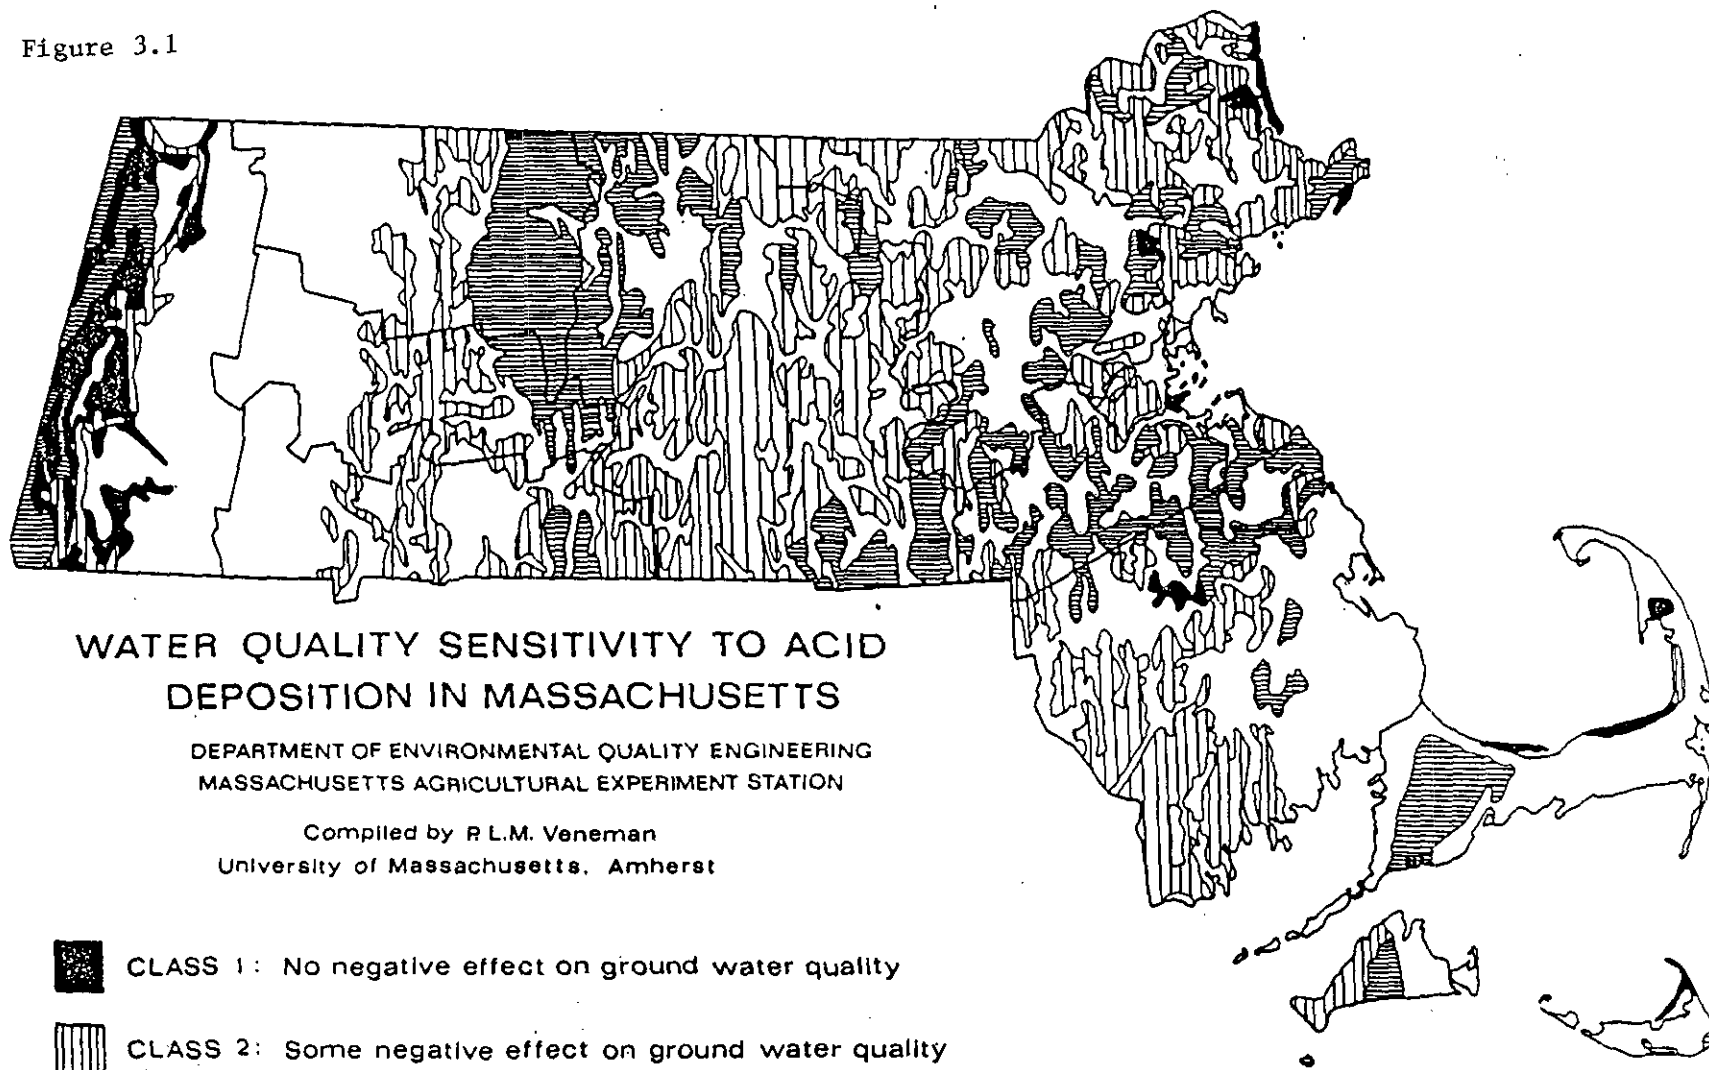 Figure 3.1
WATER QUALITY SENSITIVITY TO ACID
DEPOSITION IN MASSACHUSETTS
DEPARTMENT OF ENVIRONMENTAL QUALITY ENGINEERING
MASSACHUSETTS AGRICULTURAL EXPERIMENT STATION
Compiled by P. L.M. Veneman
University of Massachusetts, Amherst
CLASS 1: No negative effect on ground water quality
CLASS 2: Some negative effect on ground water quality